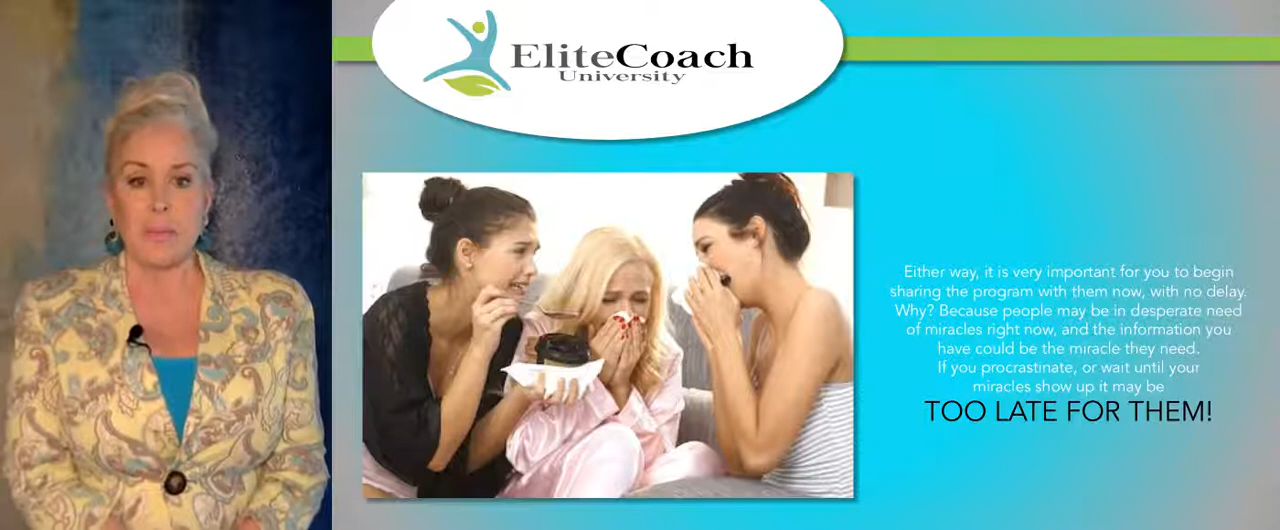 EliteCoach
University
Either way, it is very important for you to begin
sharing the program with them now, with no delay.
Why? Because people may be in desperate need
of miracles right now, and the information you
have could be the miracle they need.
If you procrastinate, or wait until your
miracles show up it may be
TOO LATE FOR THEM!